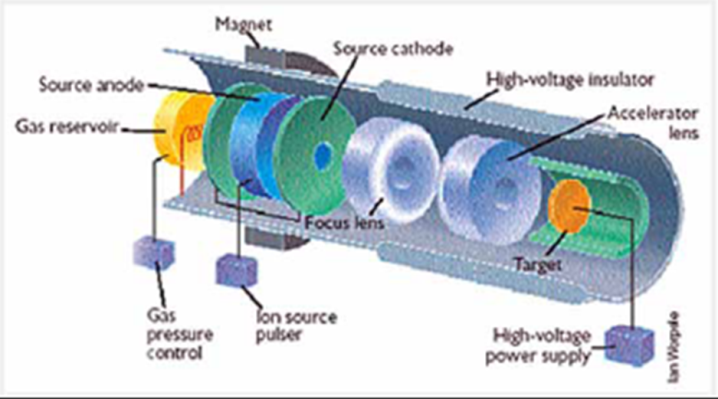 Magnet
Source cathode
Source anode
High-voltage insulator
Gas reservoir
Accelerator
lens
Focus lens
Target
Gas
pressure
control
Ion source
pulser
High-voltage
power supply
Ian Worpole